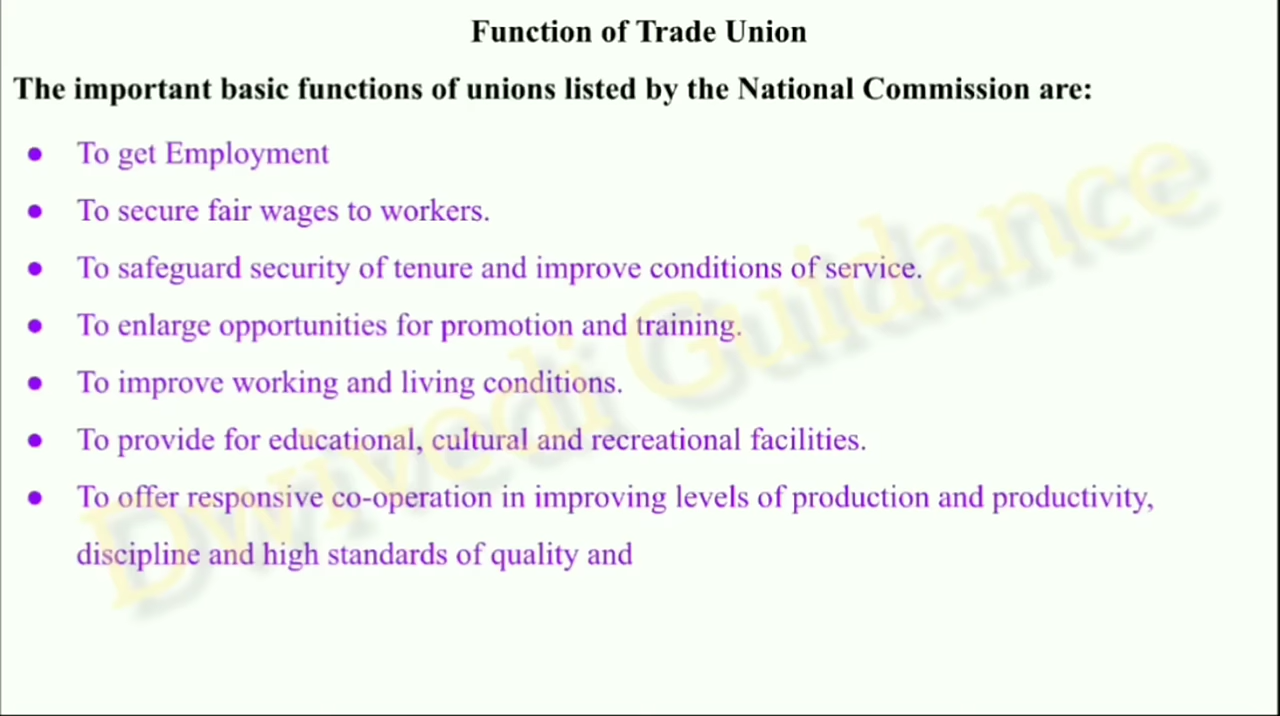 Function of Trade Union
The important basic functions of unions listed by the National Commission are:
● To get Employment
● To secure fair wages to workers.
● To safeguard security of tenure and improve conditions of service.
● To enlarge opportunities for promotion and training.
● To improve working and living conditions.
● To provide for educational, cultural and recreational facilities.
● To offer responsive co-operation in improving levels of production and productivity,
discipline and high standards of quality and
Dwivedi Guidance